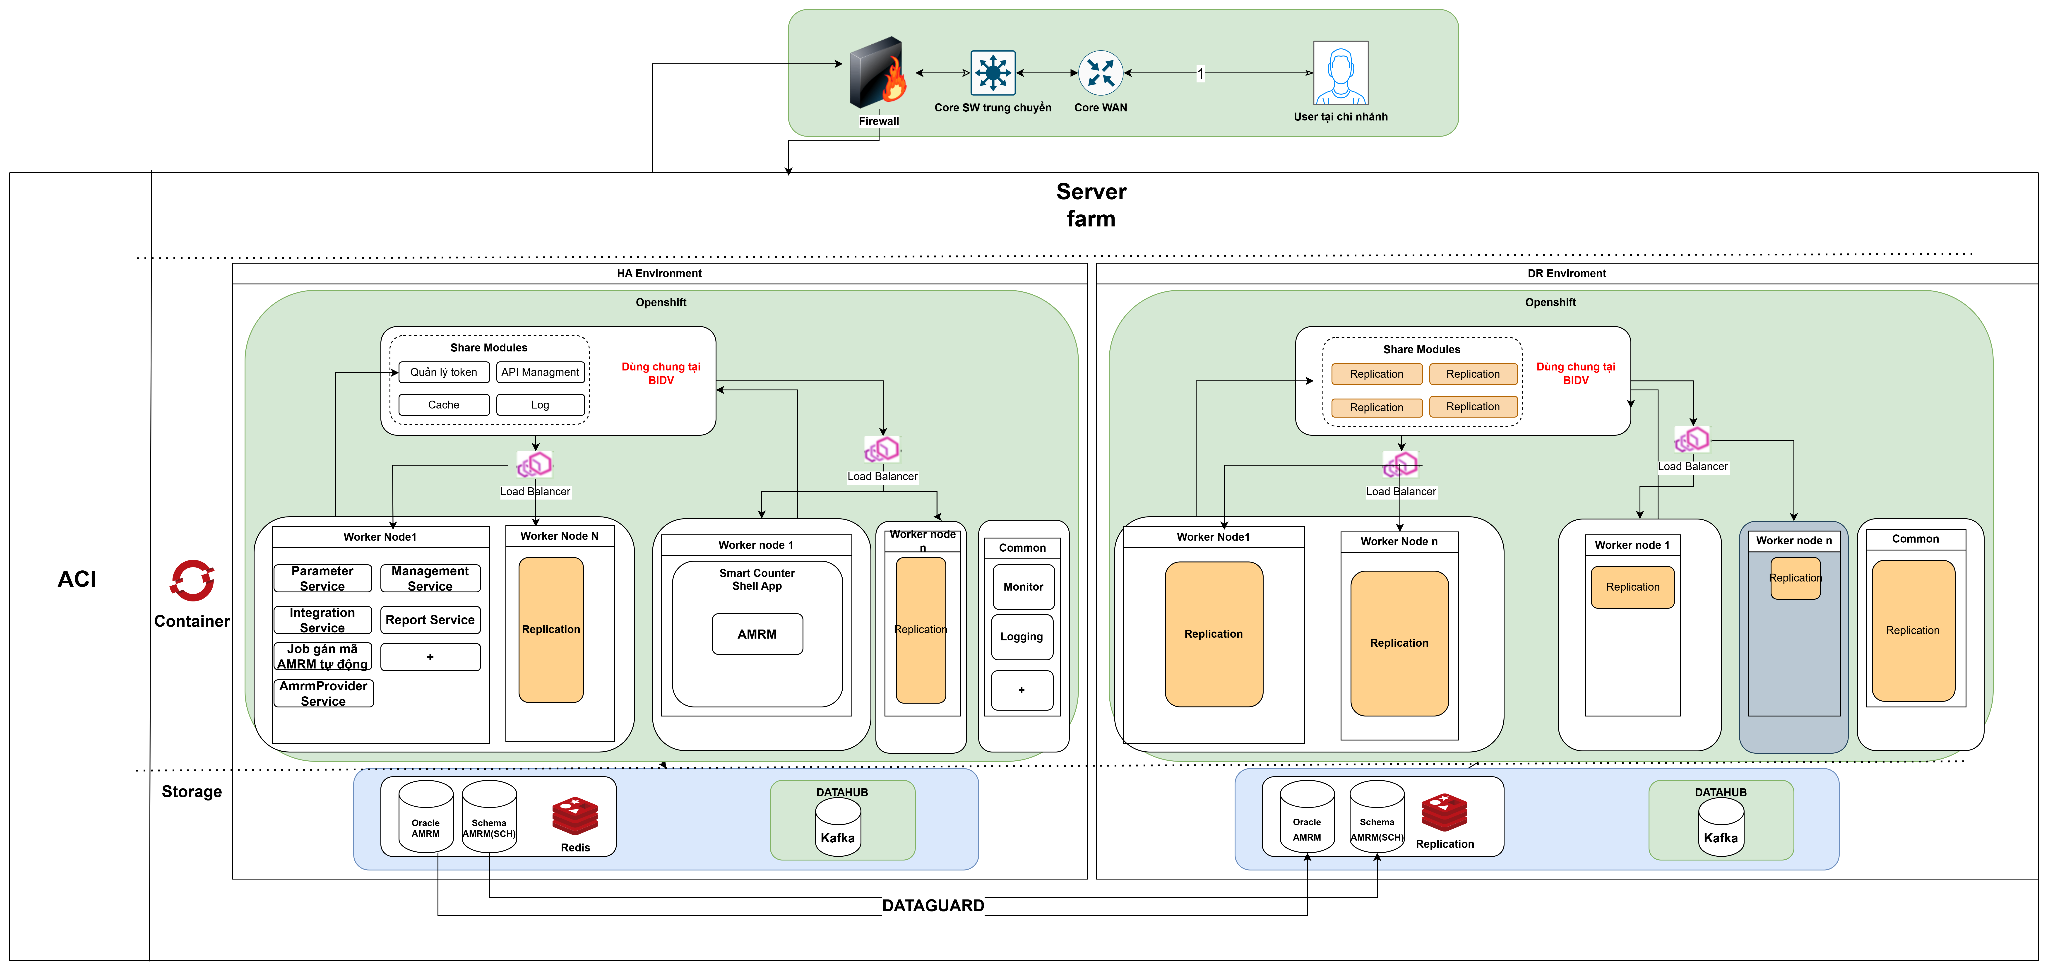 1
Core SW trung chuyển
Core WAN
User tại chi nhánh
Firewall
Server
farm
ACI
Container
Storage
HA Environment
Openshift
Share Modules
Quản lý token
API Managment
Cache
Log
Dùng chung tại
BIDV
Load Balancer
Load Balancer
Worker Node1
Parameter
Service
Management
Service
Integration
Service
Report Service
Job gán mã
AMRM tự động
+
AmrmProvider
Service
Worker Node N
Replication
Worker node 1
Smart Counter
Shell App
AMRM
Worker node
n
Replication
Common
Monitor
Logging
+
Oracle
AMRM
Schema
AMRM(SCH)
Redis
DATAHUB
Kafka
DR Enviroment
Openshift
Share Modules
Replication
Replication
Replication
Replication
Dùng chung tại
BIDV
Load Balancer
Load Balancer
Worker Node1
Replication
Worker Node n
Replication
Worker node 1
Replication
Worker node n
Replication
Common
Replication
Oracle
AMRM
Schema
AMRM(SCH)
Replication
DATAHUB
Kafka
DATAGUARD